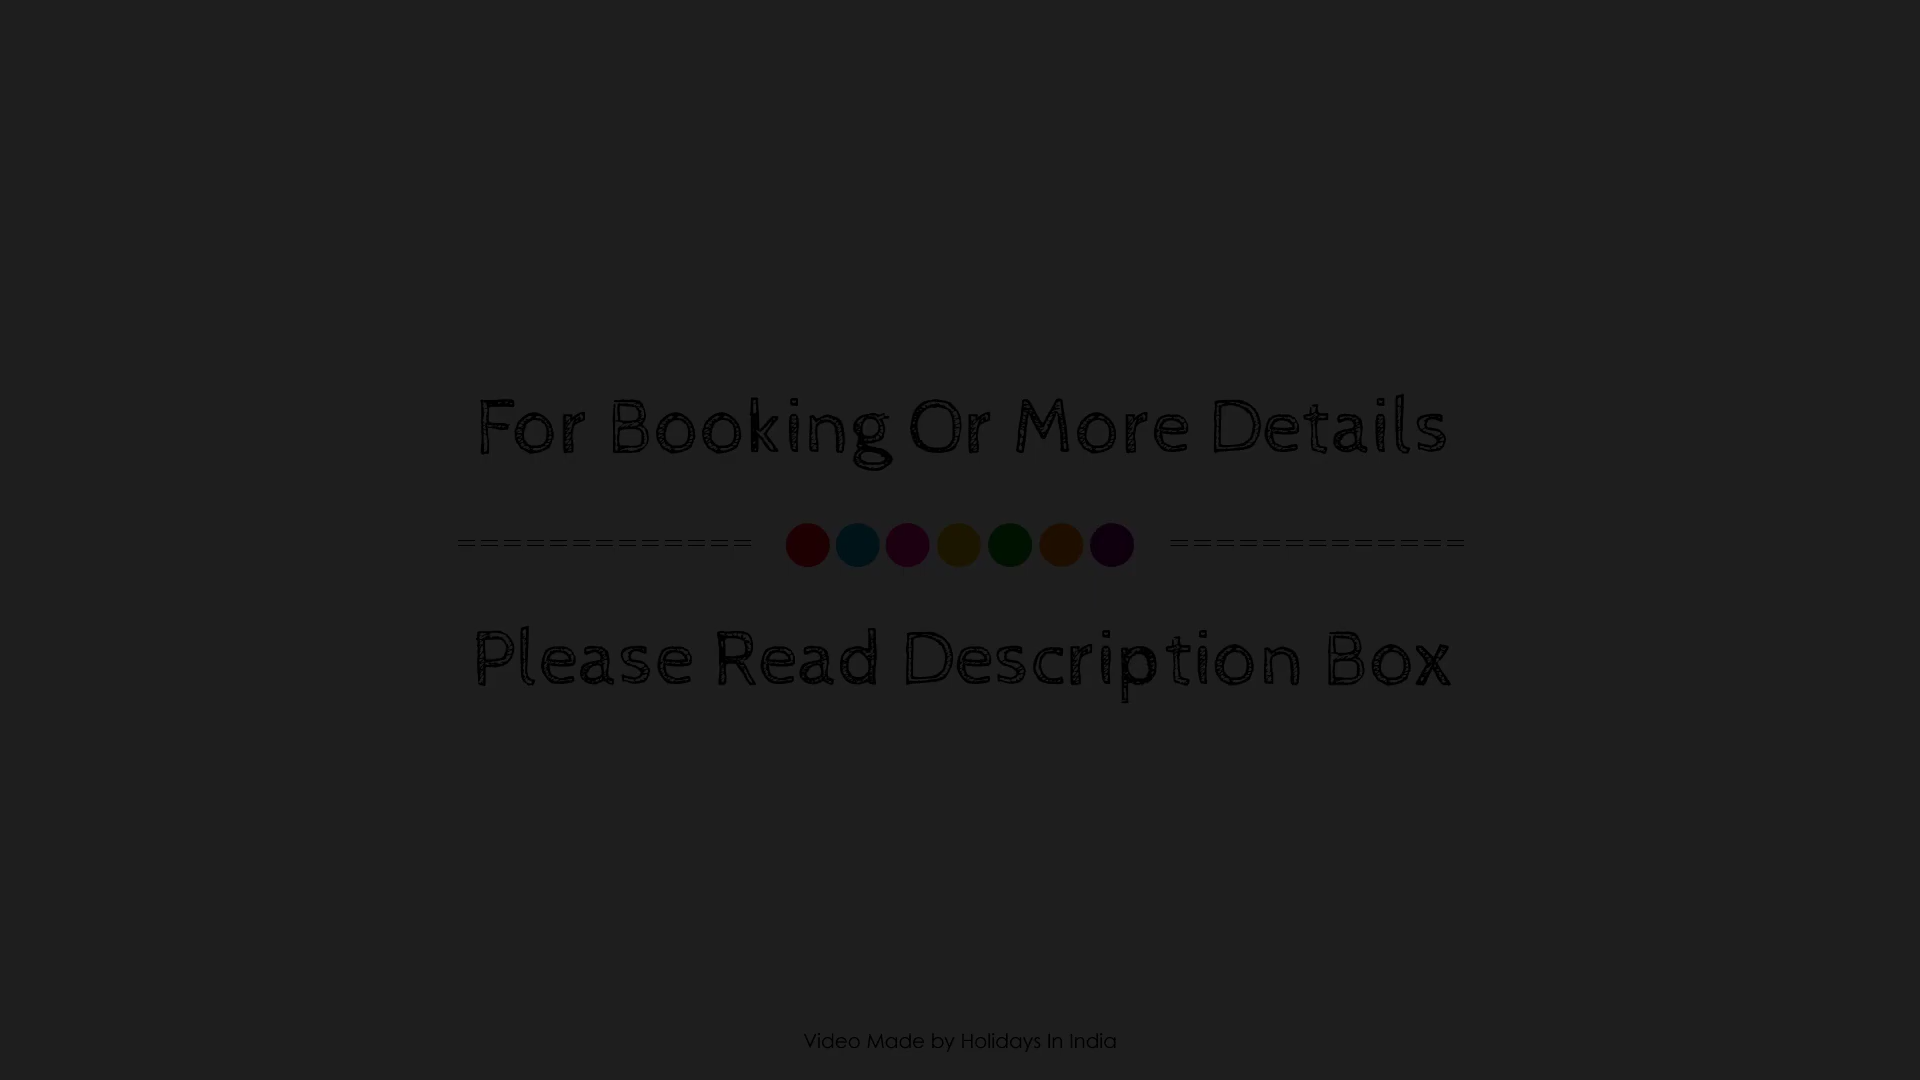 For Booking Or More Details
============= =============
Please Read Description Box
Video Made by Holidays In India